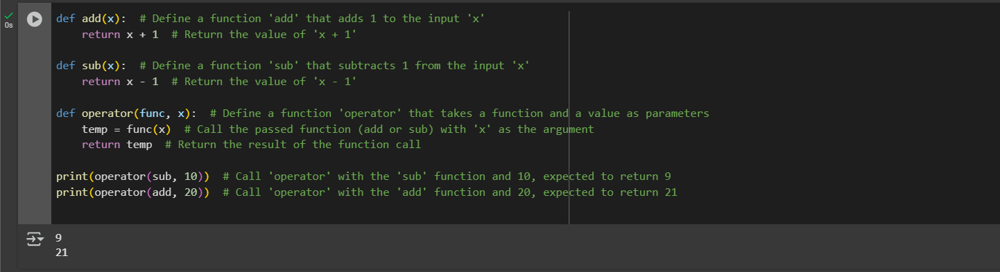 def add(x):  # Define a function 'add' that adds 1 to the input 'x'
    return x + 1  # Return the value of 'x + 1'
def sub(x):  # Define a function 'sub' that subtracts 1 from the input 'x'
    return x - 1  # Return the value of 'x - 1'
def operator(func, x):  # Define a function 'operator' that takes a function and a value as parameters
    temp = func(x)  # Call the passed function (add or sub) with 'x' as the argument
    return temp  # Return the result of the function call
print(operator(sub, 10))  # Call 'operator' with the 'sub' function and 10, expected to return 9
print(operator(add, 20))  # Call 'operator' with the 'add' function and 20, expected to return 21
0s
9
21